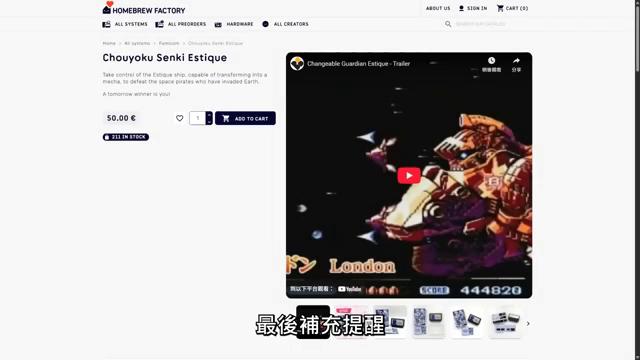 HOMEBREW FACTORY
ABOUT US
SIGN IN
CART (0)
ALL SYSTEMS
ALL PREORDERS
HARDWARE
ALL CREATORS
SEARCH OUR CATALOG
Home > All systems > Famicom > Chouyoku Senki Estique
Chouyoku Senki Estique
Take control of the Estique ship, capable of transforming into a
mecha, to defeat the space pirates who have invaded Earth.
A tomorrow winner is you!
50.00 €
1
ADD TO CART
211 IN STOCK
Changeable Guardian Estique - Trailer
稍後觀看
分享
ドン London
SCORE 444820
到以下平台觀看：
YouTube
最後補充提醒